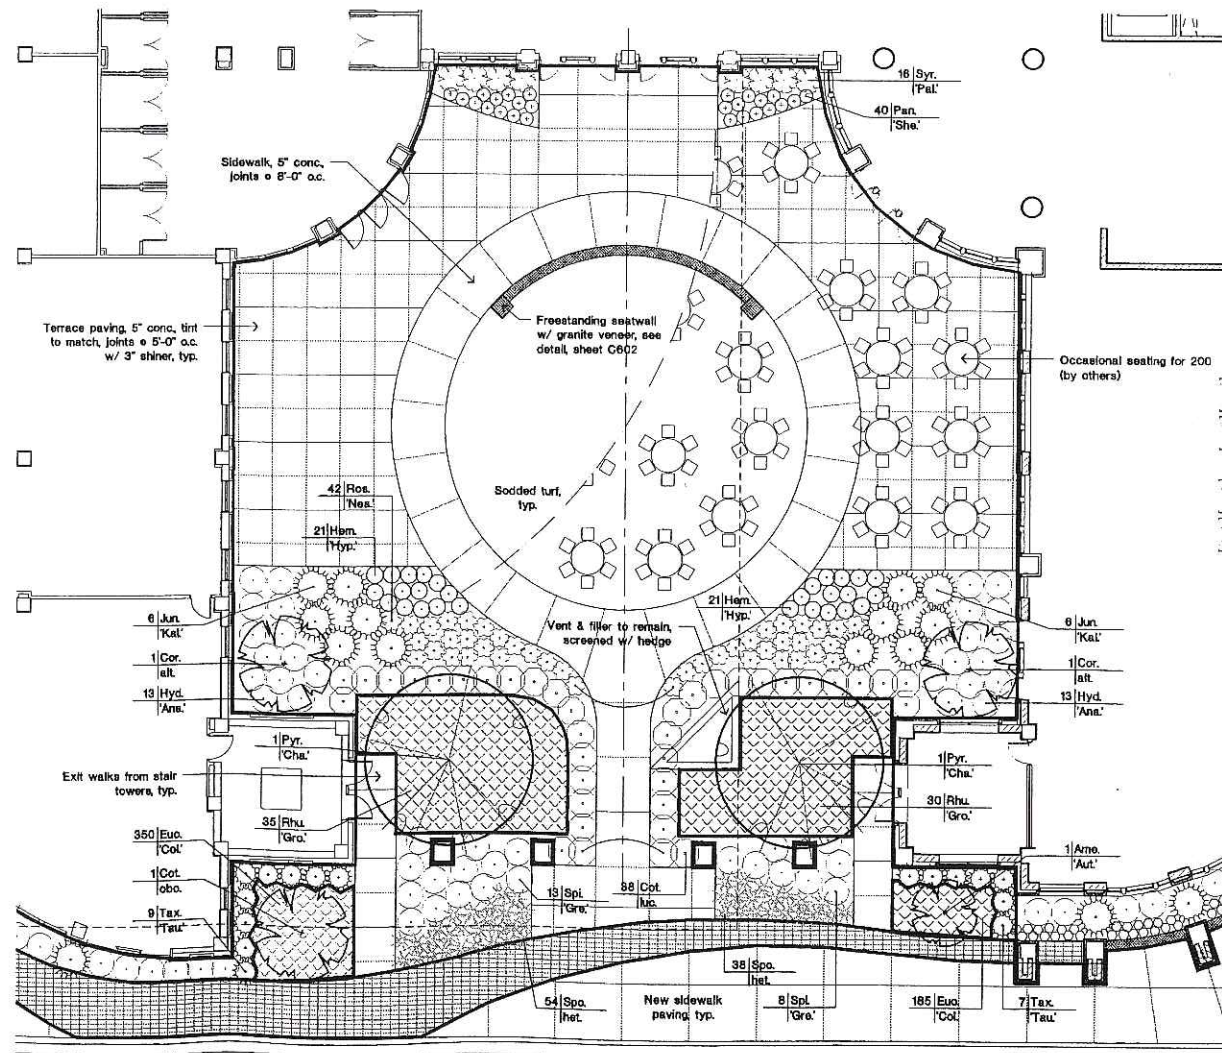 16 Syr.
'Pal.'
40 Pan.
'She.'
Sidewalk, 5" conc.,
joints @ 8'-0" o.c.
Terrace paving, 5" conc., tint
to match, joints @ 5'-0" o.c.
w/ 3" shiner, typ.
Freestanding seatwall
w/ granite veneer, see
detail, sheet C602
Occasional seating for 200
(by others)
42 Ros.
'Nea.'
Sodded turf,
typ.
21 Hem.
'Hyp.'
21 Hem.
'Hyp.'
Vent & filler to remain,
screened w/ hedge
6 Jun.
'Kal.'
6 Jun.
'Kal.'
1 Cor.
alt.
1 Cor.
alt.
13 Hyd.
'Ana.'
13 Hyd.
'Ana.'
1 Pyr.
'Cha.'
1 Pyr.
'Cha.'
Exit walks from stair
towers, typ.
35 Rhu.
'Gro.'
30 Rhu.
'Gro.'
350 Euo.
'Col.'
1 Ame.
'Aut.'
1 Cot.
obo.
13 Spi.
'Gre.'
88 Cot.
luc.
9 Tax.
'Tau.'
38 Spo.
het.
54 Spo.
het.
New sidewalk
paving, typ.
8 Spi.
'Gre.'
185 Euo.
'Col.'
7 Tax.
'Tau.'